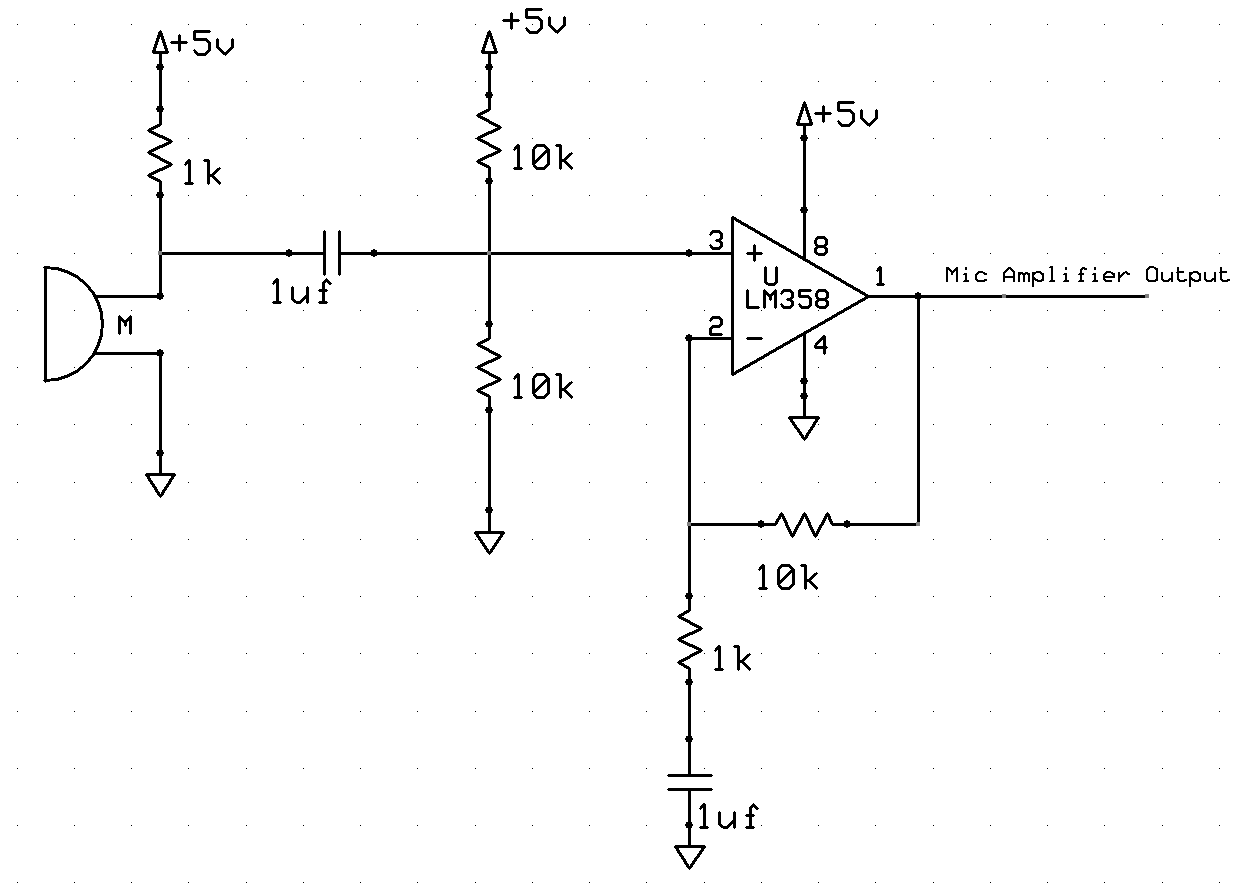 +5v
+5v
+5v
1k
10k
3
+
8
1uf
U
1
Mic Amplifier Output
LM358
M
2
−
4
10k
10k
1k
1uf